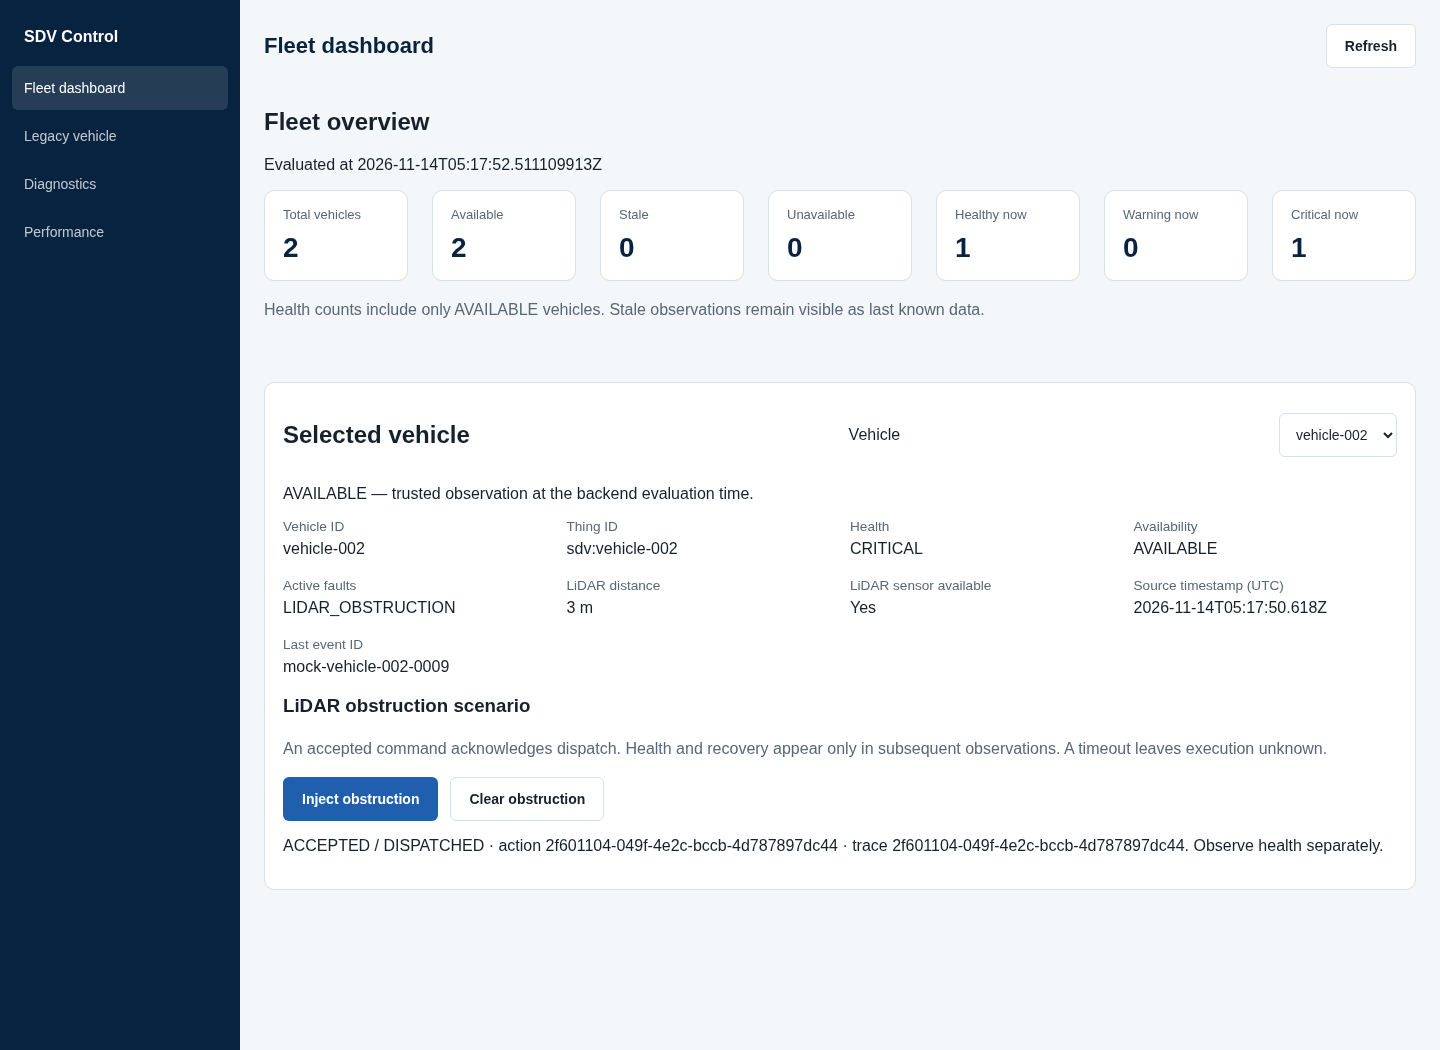 SDV Control
Fleet dashboard
Legacy vehicle
Diagnostics
Performance
Fleet dashboard
Refresh
Fleet overview
Evaluated at 2026-11-14T05:17:52.511109913Z
Total vehicles
2
Available
2
Stale
0
Unavailable
0
Healthy now
1
Warning now
0
Critical now
1
Health counts include only AVAILABLE vehicles. Stale observations remain visible as last known data.
Selected vehicle
Vehicle
vehicle-002
AVAILABLE — trusted observation at the backend evaluation time.
Vehicle ID
vehicle-002
Thing ID
sdv:vehicle-002
Health
CRITICAL
Availability
AVAILABLE
Active faults
LIDAR_OBSTRUCTION
LiDAR distance
3 m
LiDAR sensor available
Yes
Source timestamp (UTC)
2026-11-14T05:17:50.618Z
Last event ID
mock-vehicle-002-0009
LiDAR obstruction scenario
An accepted command acknowledges dispatch. Health and recovery appear only in subsequent observations. A timeout leaves execution unknown.
Inject obstruction
Clear obstruction
ACCEPTED / DISPATCHED · action 2f601104-049f-4e2c-bccb-4d787897dc44 · trace 2f601104-049f-4e2c-bccb-4d787897dc44. Observe health separately.